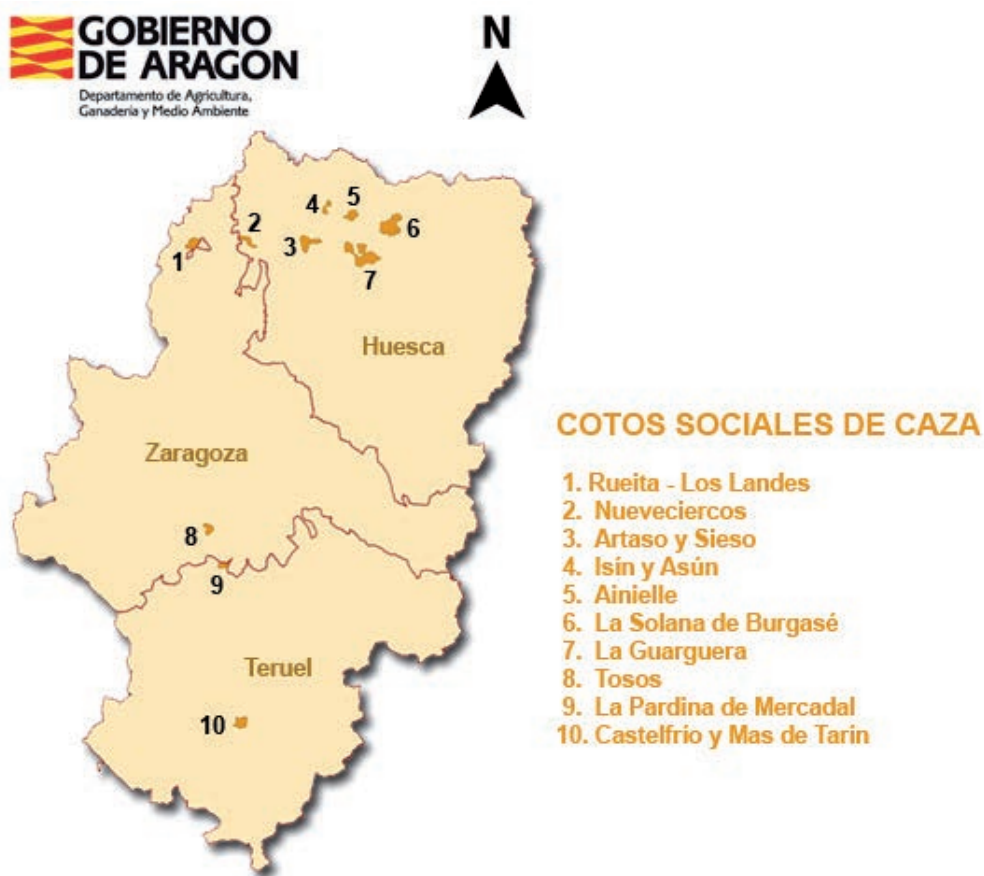 GOBIERNO
DE ARAGON
Departamento de Agricultura,
Ganadería y Medio Ambiente
N
1
2
3
4
5
6
7
Huesca
Zaragoza
8
9
Teruel
10
COTOS SOCIALES DE CAZA
1. Rueita - Los Landes
2. Nueveciercos
3. Artaso y Sieso
4. Isín y Asún
5. Ainielle
6. La Solana de Burgasé
7. La Guarguera
8. Tosos
9. La Pardina de Mercadal
10. Castelfrío y Mas de Tarin